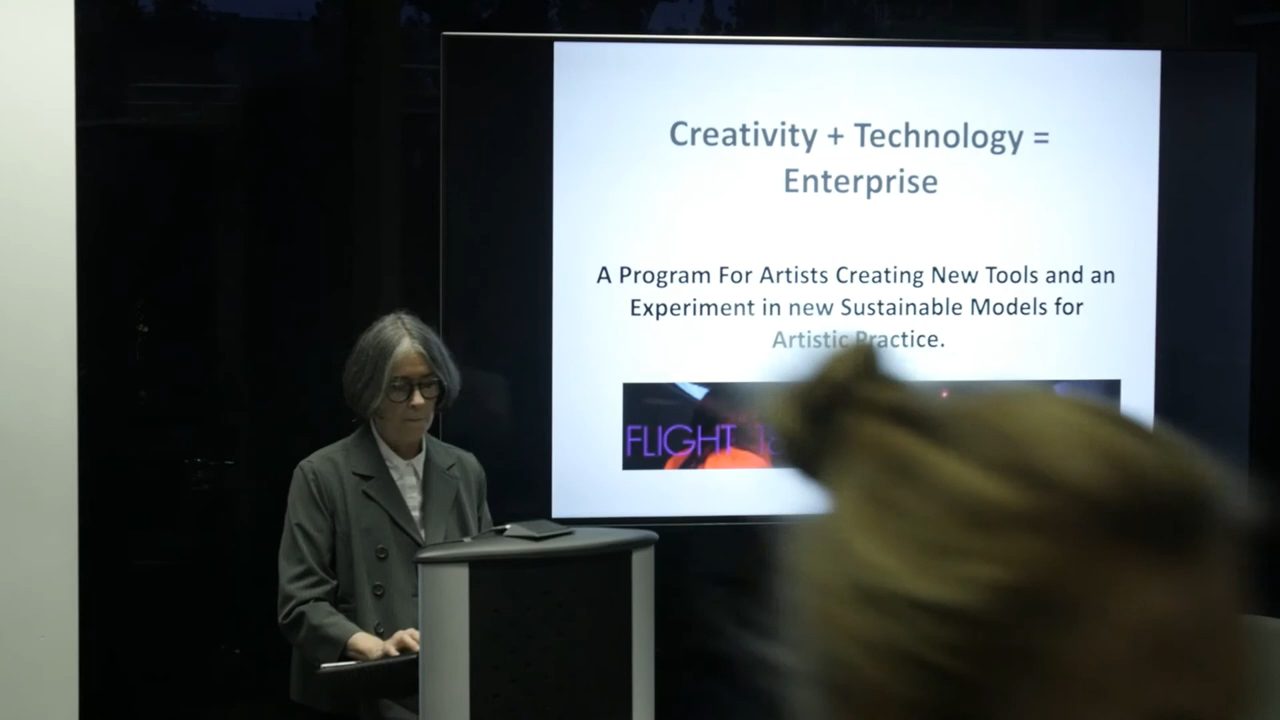 Creativity + Technology =
Enterprise
A Program For Artists Creating New Tools and an
Experiment in new Sustainable Models for
Artistic Practice.
FLIGHT